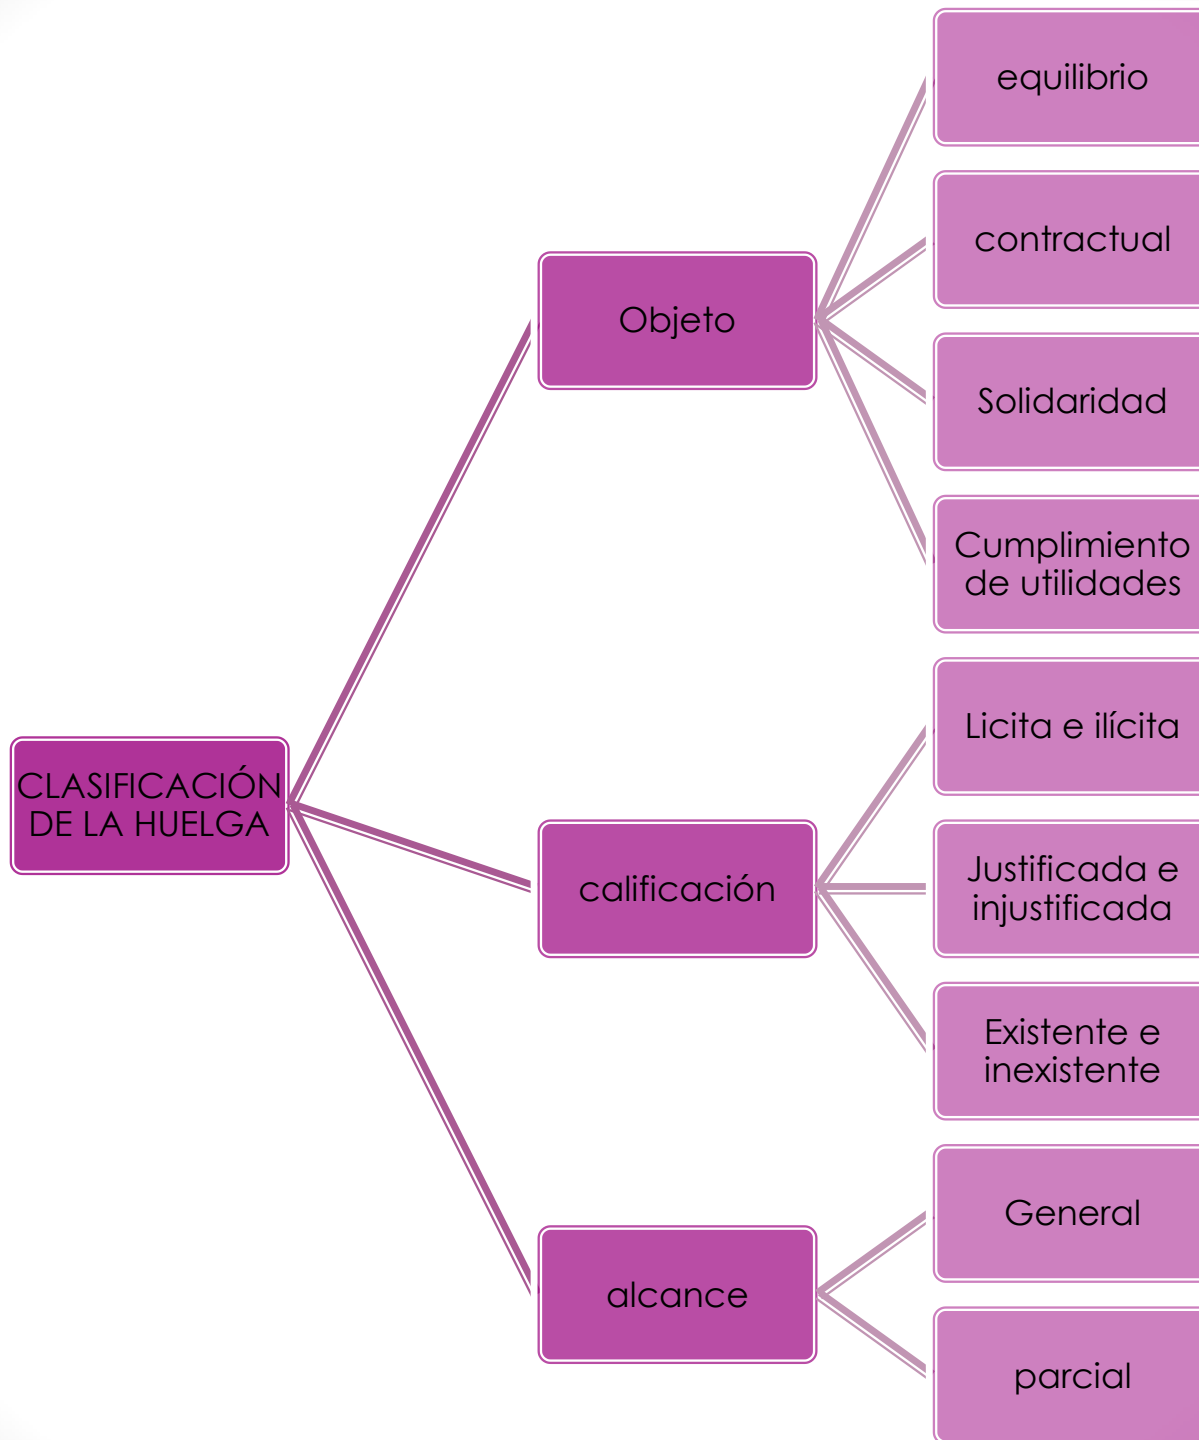 CLASIFICACIÓN
DE LA HUELGA
Objeto
equilibrio
contractual
Solidaridad
Cumplimiento
de utilidades
calificación
Licita e ilícita
Justificada e
injustificada
Existente e
inexistente
alcance
General
parcial